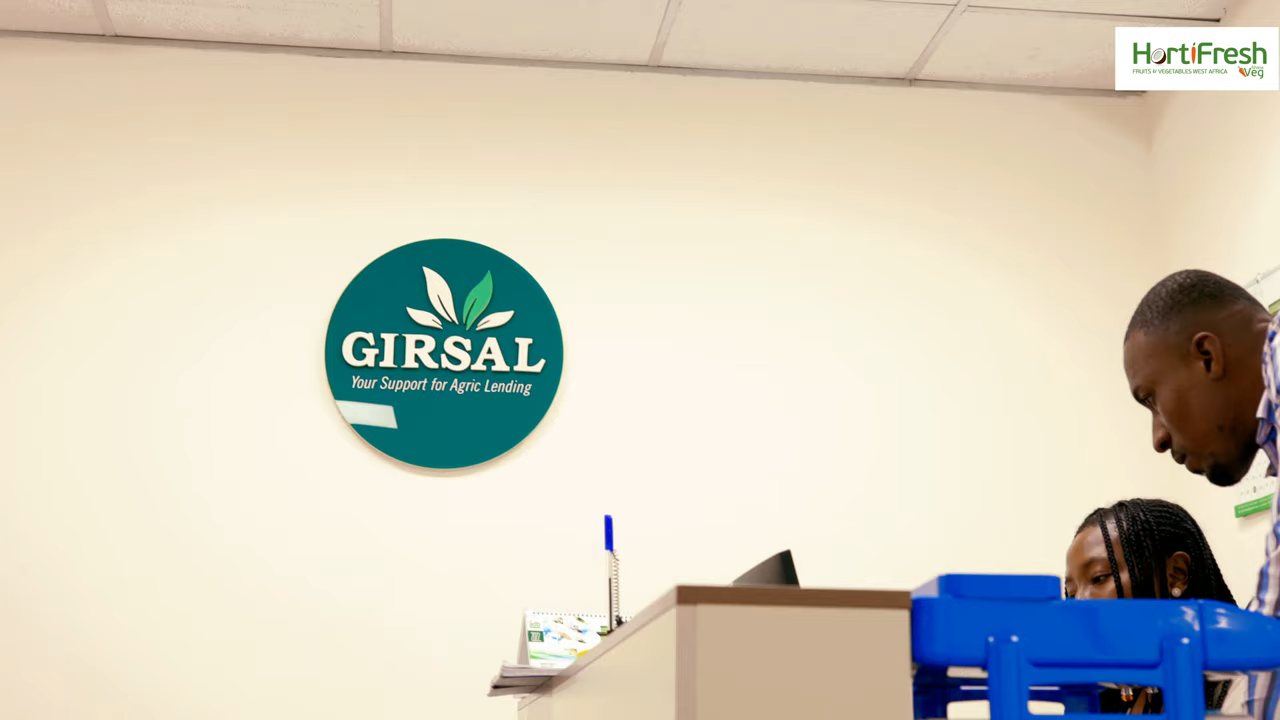 HortiFresh
FRUITS & VEGETABLES WEST AFRICA
Veg
GIRSAL
Your Support for Agric Lending